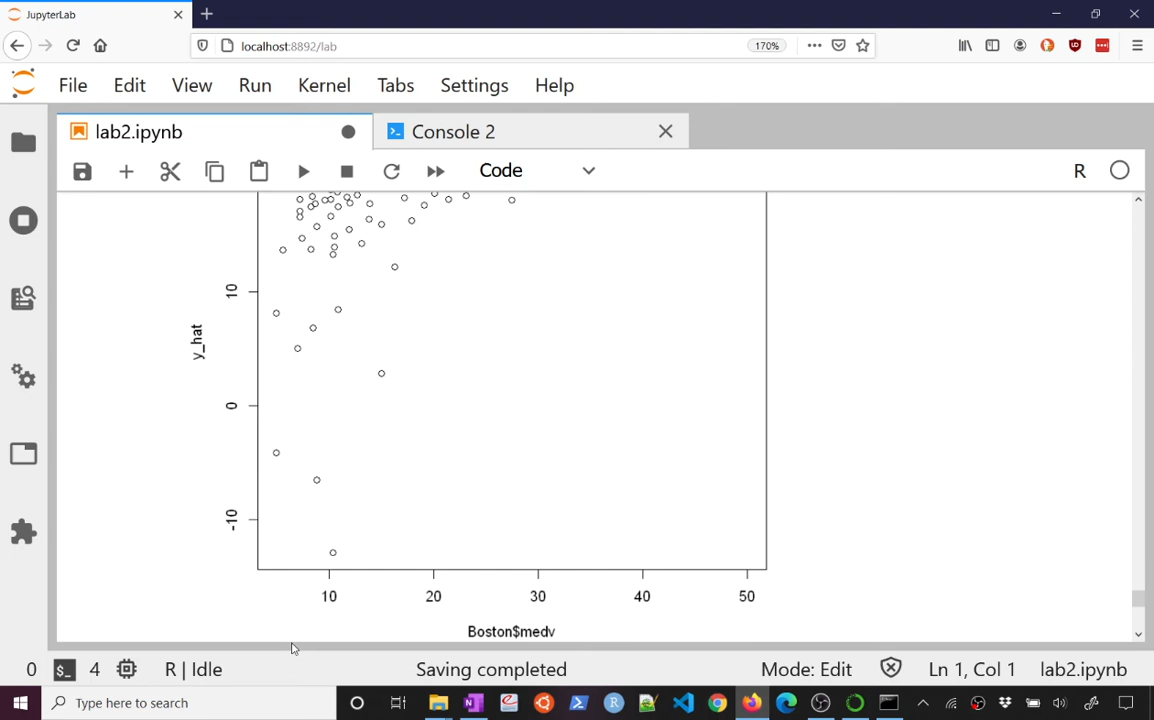 JupyterLab
localhost:8892/lab
170%
File Edit View Run Kernel Tabs Settings Help
lab2.ipynb
Console 2
Code
R
10
0
-10
y_hat
10 20 30 40 50
Boston$medv
0
$_
4
R | Idle
Saving completed
Mode: Edit
Ln 1, Col 1
lab2.ipynb
Type here to search